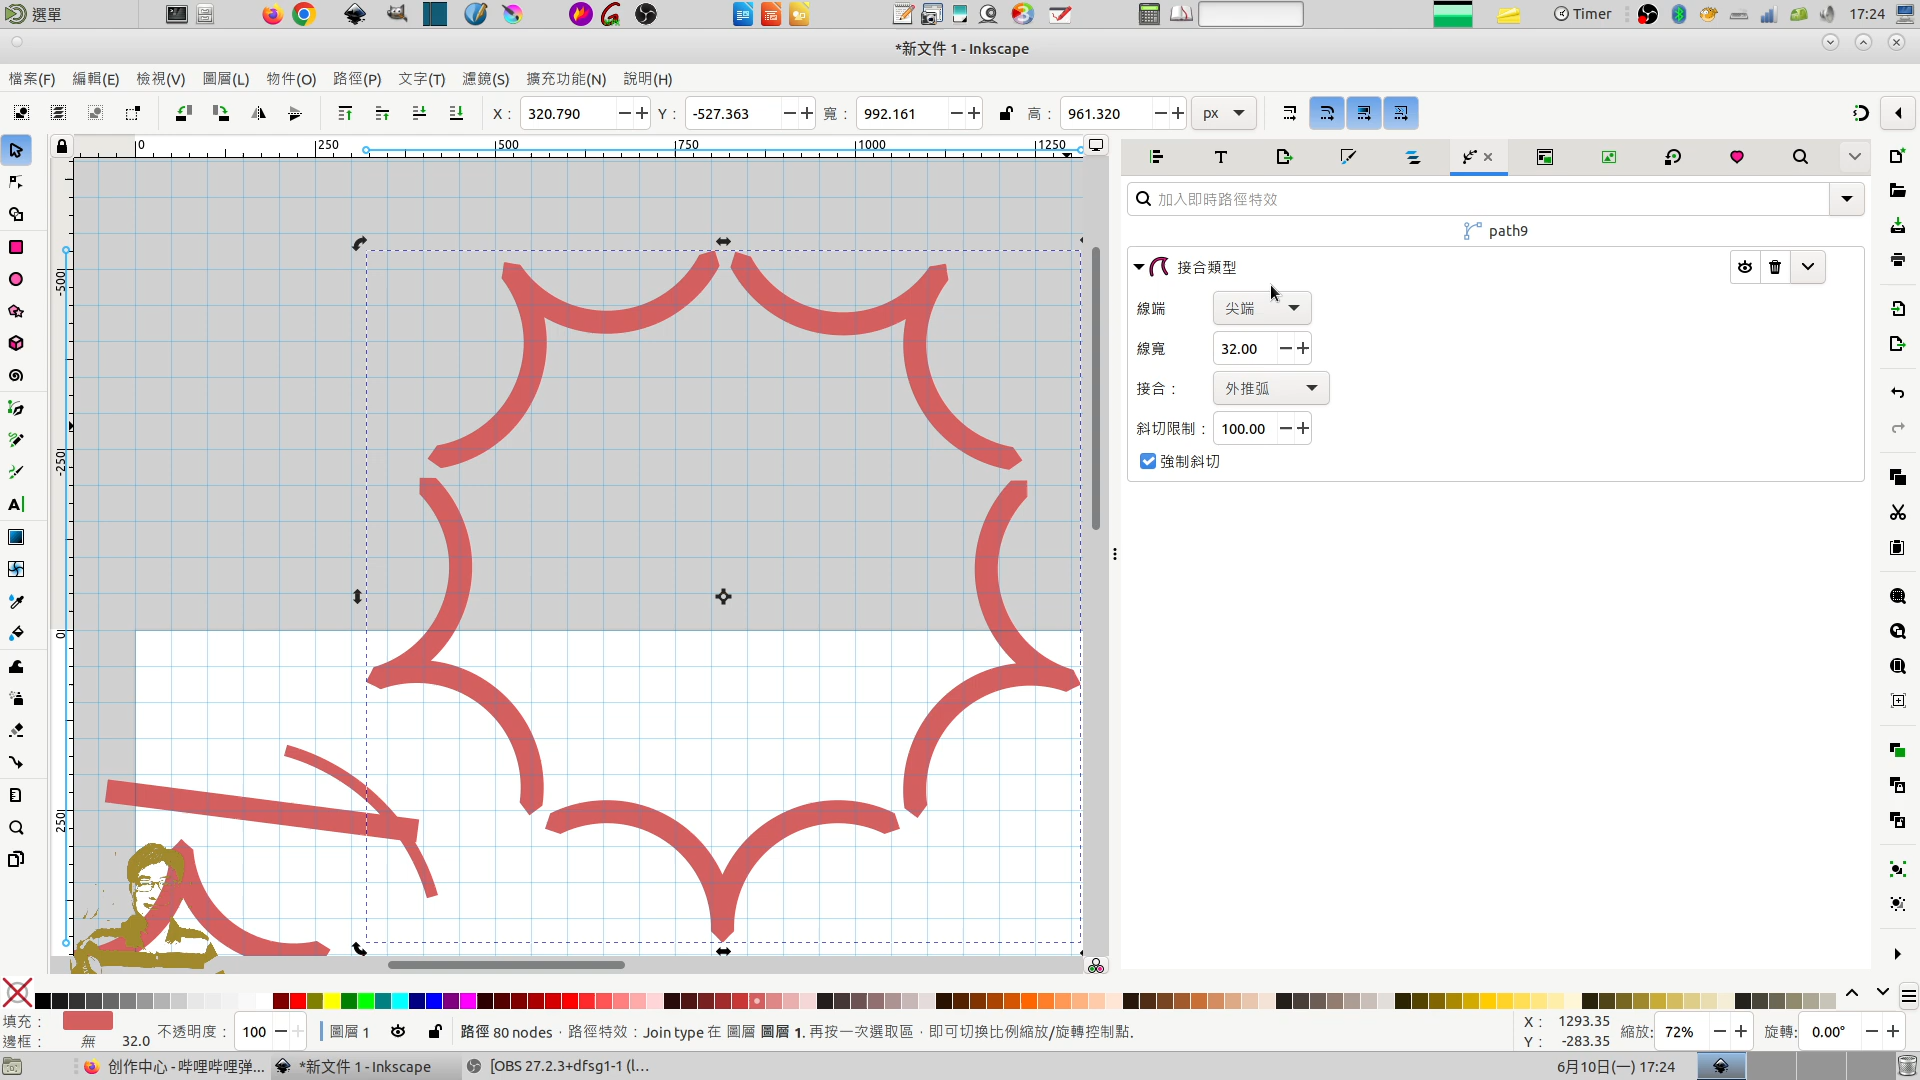 選單
Timer
17:24
*新文件 1 - Inkscape
檔案(F) 編輯(E) 檢視(V) 圖層(L) 物件(O) 路徑(P) 文字(T) 濾鏡(S) 擴充功能(N) 說明(H)
X : 320.790 Y : -527.363 寬 : 992.161 高 : 961.320 px
0 250 500 750 1000 1250
-500
-250
0
250
加入即時路徑特效
path9
接合類型
線端 尖端
線寬 32.00
接合 : 外推弧
斜切限制 : 100.00
強制斜切
填充 :
邊框 : 無 32.0
不透明度 : 100
圖層 1
路徑 80 nodes · 路徑特效 : Join type 在 圖層 圖層 1. 再按一次選取區 · 即可切換比例縮放/旋轉控制點.
X : 1293.35
Y : -283.35
縮放: 72%
旋轉: 0.00°
创作中心 - 哔哩哔哩弹...
*新文件 1 - Inkscape
[OBS 27.2.3+dfsg1-1 (l...
6月10日(一) 17:24